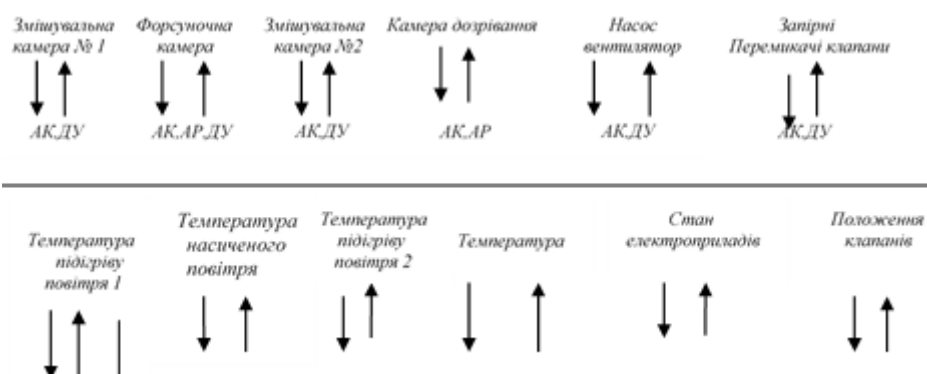 Змішувальна камера № 1
Форсуночна камера
Змішувальна камера №2
Камера дозрівання
Насос вентилятор
Запірні Перемикачі клапани
АК,ДУ
АК,АР,ДУ
АК,ДУ
АК,АР
АК,ДУ
АК,ДУ
Температура підігріву повітря 1
Температура насиченого повітря
Температура підігріву повітря 2
Температура
Стан електроприладів
Положення клапанів